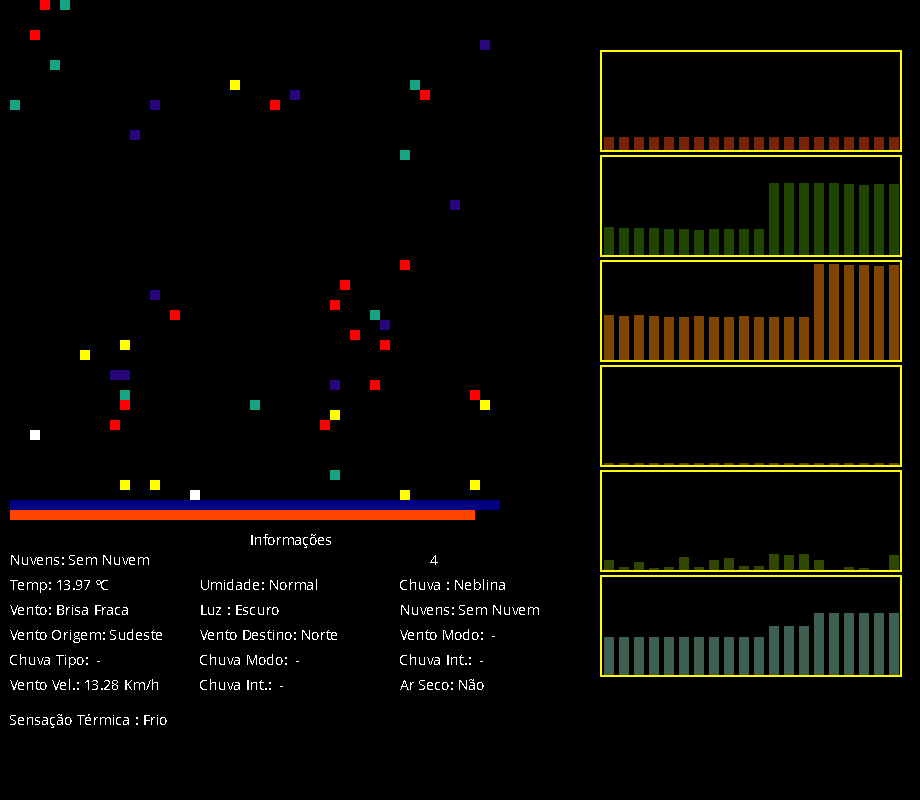 Informações
Nuvens: Sem Nuvem 4
Temp: 13.97 ºC Umidade: Normal Chuva : Neblina
Vento: Brisa Fraca Luz : Escuro Nuvens: Sem Nuvem
Vento Origem: Sudeste Vento Destino: Norte Vento Modo: -
Chuva Tipo: - Chuva Modo: - Chuva Int.: -
Vento Vel.: 13.28 Km/h Chuva Int.: - Ar Seco: Não
Sensação Térmica : Frio